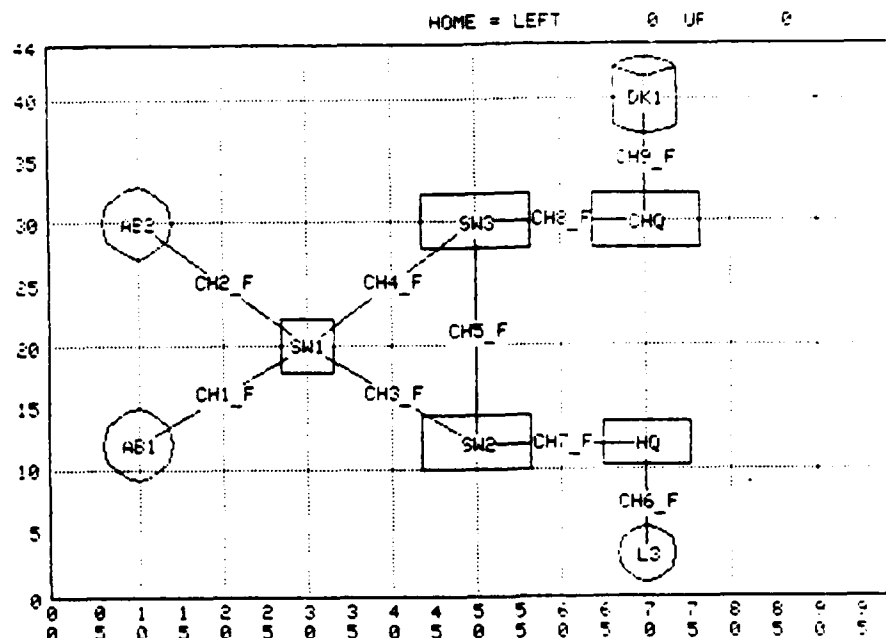 HOME = LEFT 0 UP 0
44
40 DK1
CH9_F
30 AB2 SW3 CH8_F CHQ
25 CH2_F CH4_F
20 SW1 CH5_F
15 CH1_F CH3_F
AB1 SW2 CH7_F HQ
10
CH6_F
5 L3
0
0 0 1 1 2 2 3 3 4 4 5 5 6 6 7 7 8 8 9 9
0 5 0 5 0 5 0 5 0 5 0 5 0 5 0 5 0 5 0 5